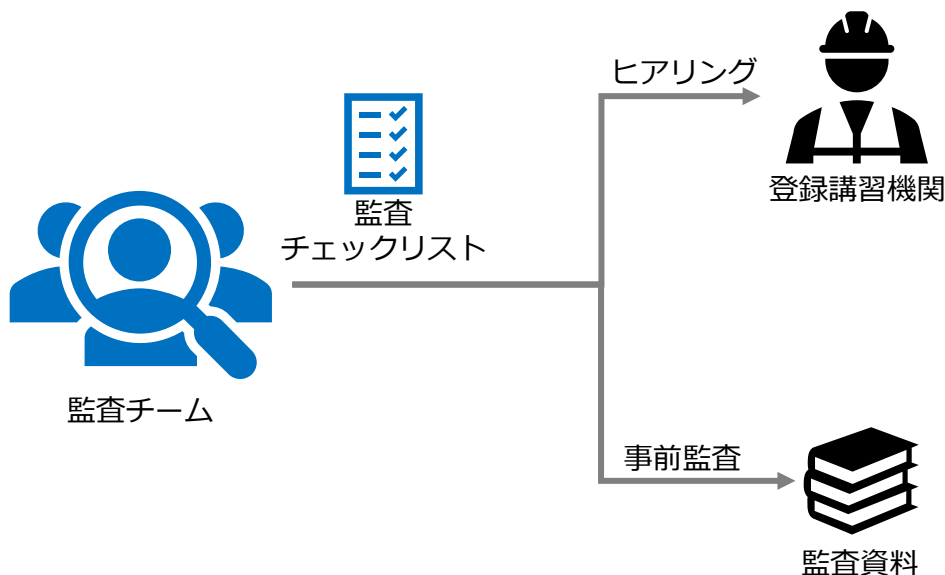 ヒアリング
登録講習機関
監査
チェックリスト
監査チーム
事前監査
監査資料